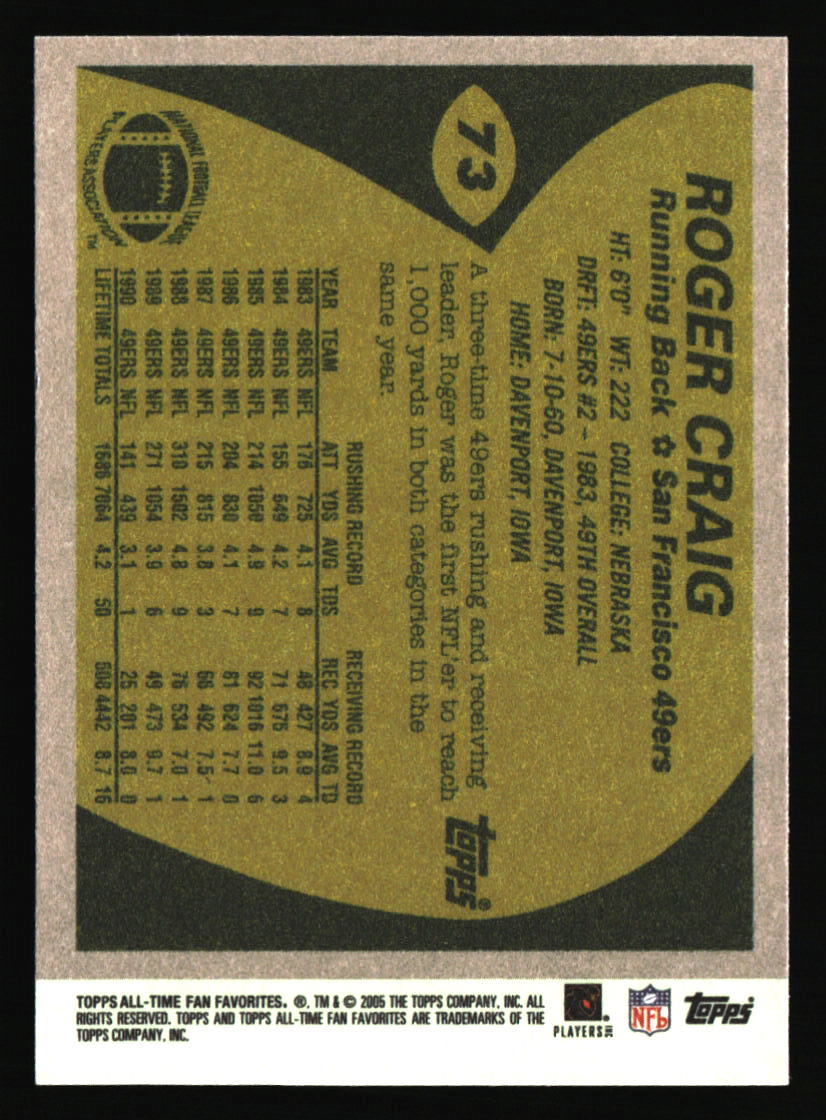 73
ROGER CRAIG
Running Back ✩ San Francisco 49ers
HT: 6'0" WT: 222 COLLEGE: NEBRASKA
DRFT: 49ERS #2 – 1983, 49TH OVERALL
BORN: 7-10-60, DAVENPORT, IOWA
HOME: DAVENPORT, IOWA
A three-time 49ers rushing and receiving
leader, Roger was the first NFL'er to reach
1,000 yards in both categories in the
same year.
topps®
RUSHING RECORD RECEIVING RECORD
YEAR TEAM ATT YDS AVG TDS REC YDS AVG TD
1983 49ERS NFL 176 725 4.1 8 48 427 8.9 4
1984 49ERS NFL 155 649 4.2 7 71 675 9.5 3
1985 49ERS NFL 214 1050 4.9 9 92 1016 11.0 6
1986 49ERS NFL 204 830 4.1 7 81 624 7.7 0
1987 49ERS NFL 215 815 3.8 3 66 492 7.5 1
1988 49ERS NFL 310 1502 4.8 9 76 534 7.0 1
1989 49ERS NFL 271 1054 3.9 6 49 473 9.7 1
1990 49ERS NFL 141 439 3.1 1 25 201 8.0 0
LIFETIME TOTALS 1686 7064 4.2 50 508 4442 8.7 16
NATIONAL FOOTBALL LEAGUE
PLAYERS ASSOCIATION ™
TOPPS ALL-TIME FAN FAVORITES. ®, TM & © 2005 THE TOPPS COMPANY, INC. ALL
RIGHTS RESERVED. TOPPS AND TOPPS ALL-TIME FAN FAVORITES ARE TRADEMARKS OF THE
TOPPS COMPANY, INC.
PLAYERS INC
NFL
topps